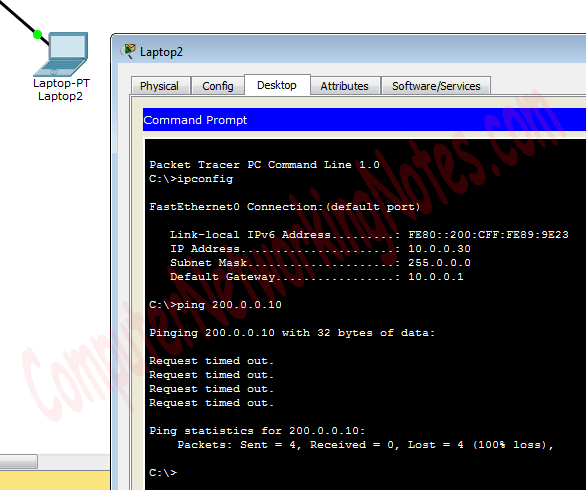 Laptop-PT
Laptop2
Laptop2
Physical
Config
Desktop
Attributes
Software/Services
Command Prompt
Packet Tracer PC Command Line 1.0
C:\>ipconfig
FastEthernet0 Connection:(default port)
Link-local IPv6 Address.........: FE80::200:CFF:FE89:9E23
IP Address......................: 10.0.0.30
Subnet Mask.....................: 255.0.0.0
Default Gateway.................: 10.0.0.1
C:\>ping 200.0.0.10
Pinging 200.0.0.10 with 32 bytes of data:
Request timed out.
Request timed out.
Request timed out.
Request timed out.
Ping statistics for 200.0.0.10:
Packets: Sent = 4, Received = 0, Lost = 4 (100% loss),
C:\>
ComputerNetworkingNotes.com